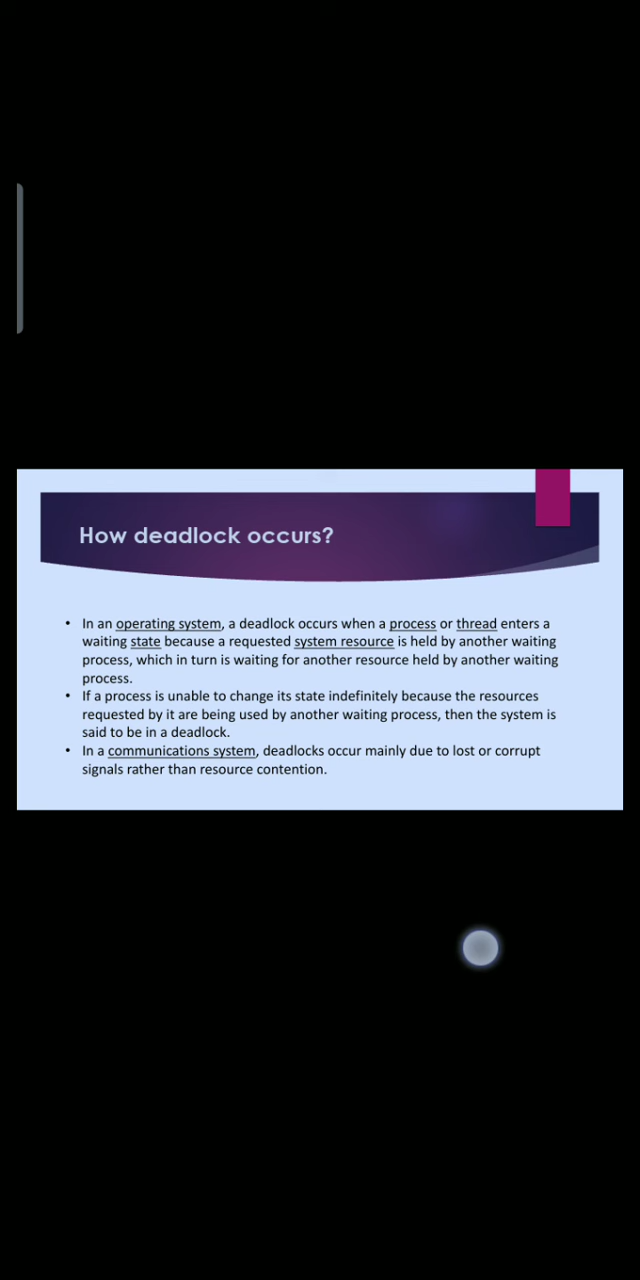 How deadlock occurs?
• In an operating system, a deadlock occurs when a process or thread enters a
waiting state because a requested system resource is held by another waiting
process, which in turn is waiting for another resource held by another waiting
process.
• If a process is unable to change its state indefinitely because the resources
requested by it are being used by another waiting process, then the system is
said to be in a deadlock.
• In a communications system, deadlocks occur mainly due to lost or corrupt
signals rather than resource contention.